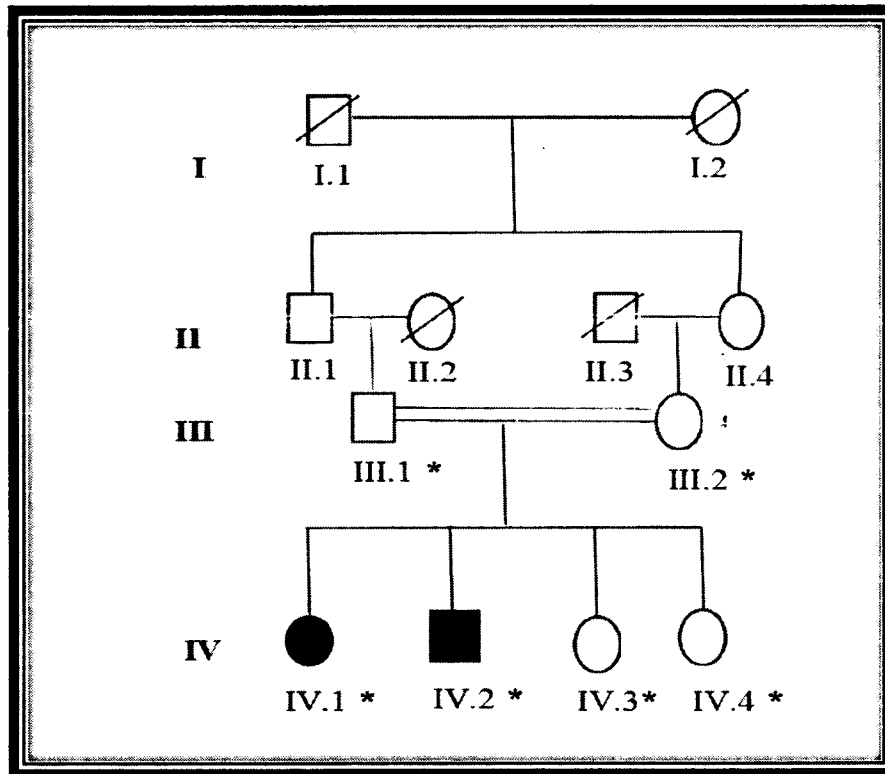 I
I.1
I.2
II
II.1
II.2
II.3
II.4
III
III.1 *
III.2 *
IV
IV.1 *
IV.2 *
IV.3*
IV.4 *